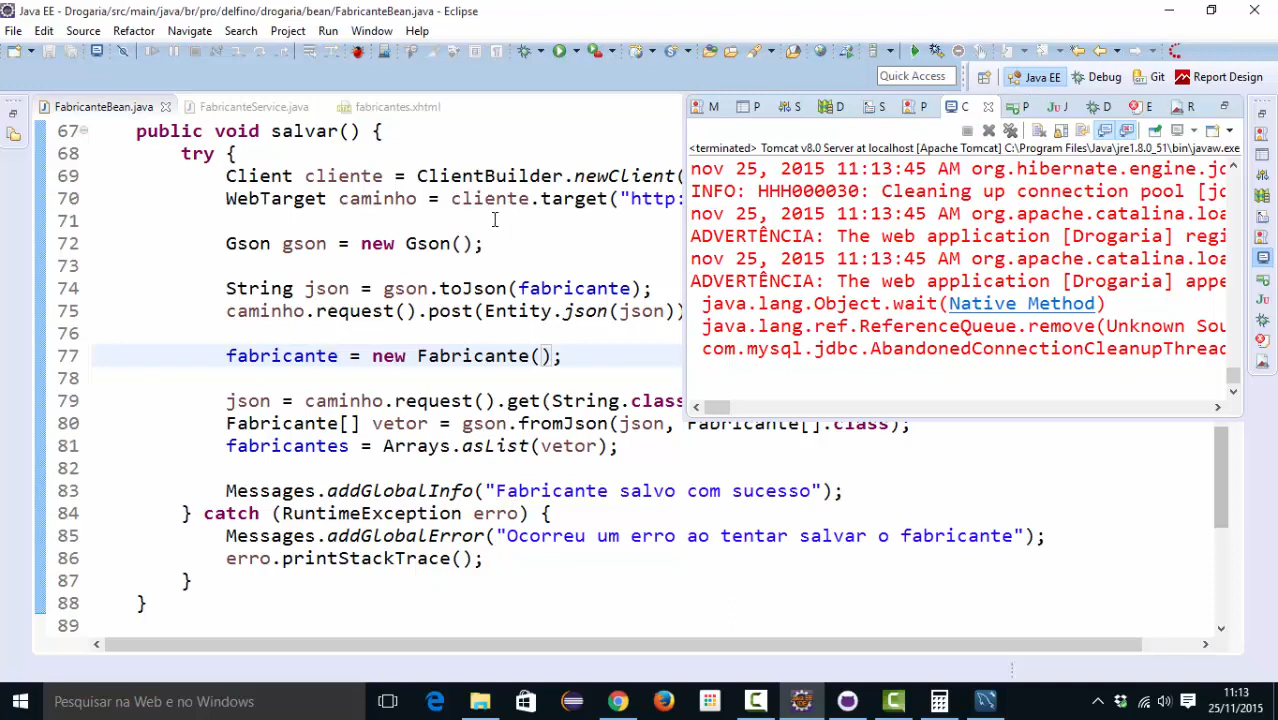 Java EE - Drogaria/src/main/java/br/pro/delfino/drogaria/bean/FabricanteBean.java - Eclipse
File Edit Source Refactor Navigate Search Project Run Window Help
Quick Access
Java EE Debug Git Report Design
FabricanteBean.java FabricanteService.java fabricantes.xhtml
M P S D S P C P J D E R
<terminated> Tomcat v8.0 Server at localhost [Apache Tomcat] C:\Program Files\Java\jre1.8.0_51\bin\javaw.exe
nov 25, 2015 11:13:45 AM org.hibernate.engine.jd
INFO: HHH000030: Cleaning up connection pool [jd
nov 25, 2015 11:13:45 AM org.apache.catalina.loa
ADVERTÊNCIA: The web application [Drogaria] regi
nov 25, 2015 11:13:45 AM org.apache.catalina.loa
ADVERTÊNCIA: The web application [Drogaria] appe
java.lang.Object.wait(Native Method)
java.lang.ref.ReferenceQueue.remove(Unknown Sou
com.mysql.jdbc.AbandonedConnectionCleanupThread
67 public void salvar() {
68 try {
69 Client cliente = ClientBuilder.newClient(
70 WebTarget caminho = cliente.target("http:
71
72 Gson gson = new Gson();
73
74 String json = gson.toJson(fabricante);
75 caminho.request().post(Entity.json(json))
76
77 fabricante = new Fabricante();
78
79 json = caminho.request().get(String.class
80 Fabricante[] vetor = gson.fromJson(json, Fabricante[].class);
81 fabricantes = Arrays.asList(vetor);
82
83 Messages.addGlobalInfo("Fabricante salvo com sucesso");
84 } catch (RuntimeException erro) {
85 Messages.addGlobalError("Ocorreu um erro ao tentar salvar o fabricante");
86 erro.printStackTrace();
87 }
88 }
89
Pesquisar na Web e no Windows
11:13
25/11/2015